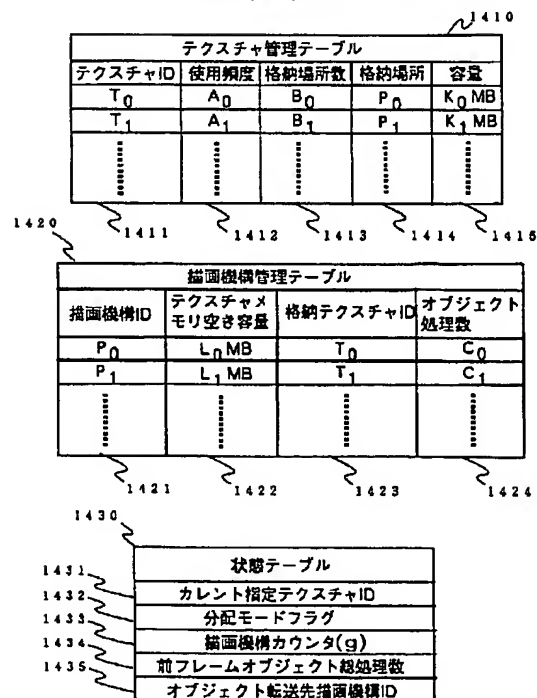 1410
テクスチャ管理テーブル
テクスチャID 使用頻度 格納場所数 格納場所 容量
T0 A0 B0 P0 K0 MB
T1 A1 B1 P1 K1 MB
1411 1412 1413 1414 1415
1420
描画機構管理テーブル
描画機構ID テクスチャメモリ空き容量 格納テクスチャID オブジェクト処理数
P0 L0 MB T0 C0
P1 L1 MB T1 C1
1421 1422 1423 1424
1430
状態テーブル
1431 カレント指定テクスチャID
1432 分配モードフラグ
1433 描画機構カウンタ(g)
1434 前フレームオブジェクト総処理数
1435 オブジェクト転送先描画機構ID